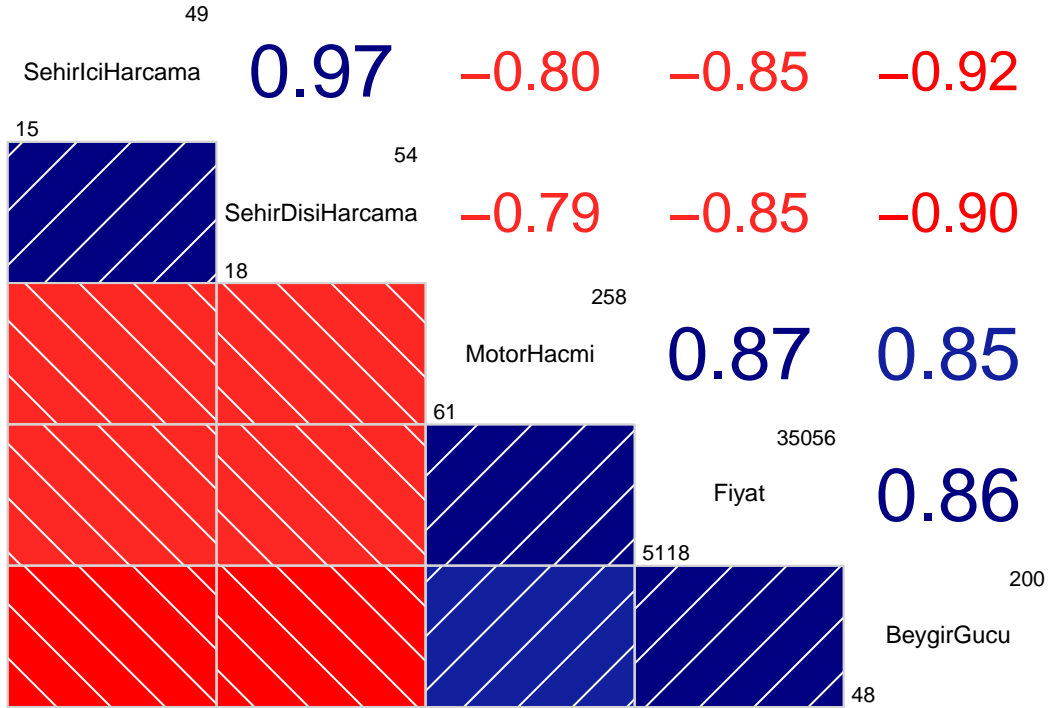 49
SehirIciHarcama 0.97 −0.80 −0.85 −0.92
15
54
SehirDisiHarcama −0.79 −0.85 −0.90
18
258
MotorHacmi 0.87 0.85
61
35056
Fiyat 0.86
5118
200
BeygirGucu
48